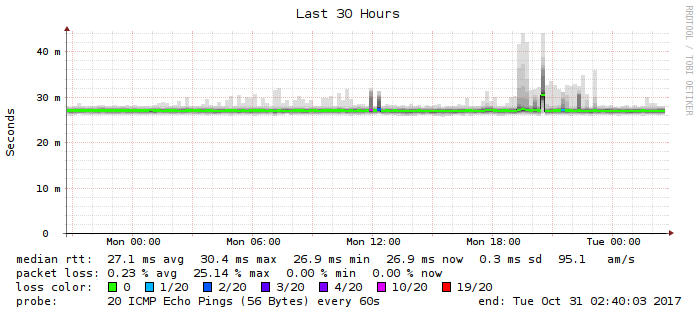 Last 30 Hours
RRDTOOL / TOBI OETIKER
Seconds
40 m
30 m
20 m
10 m
0
Mon 00:00 Mon 06:00 Mon 12:00 Mon 18:00 Tue 00:00
median rtt: 27.1 ms avg 30.4 ms max 26.9 ms min 26.9 ms now 0.3 ms sd 95.1 am/s
packet loss: 0.23 % avg 25.14 % max 0.00 % min 0.00 % now
loss color: 0 1/20 2/20 3/20 4/20 10/20 19/20
probe: 20 ICMP Echo Pings (56 Bytes) every 60s end: Tue Oct 31 02:40:03 2017